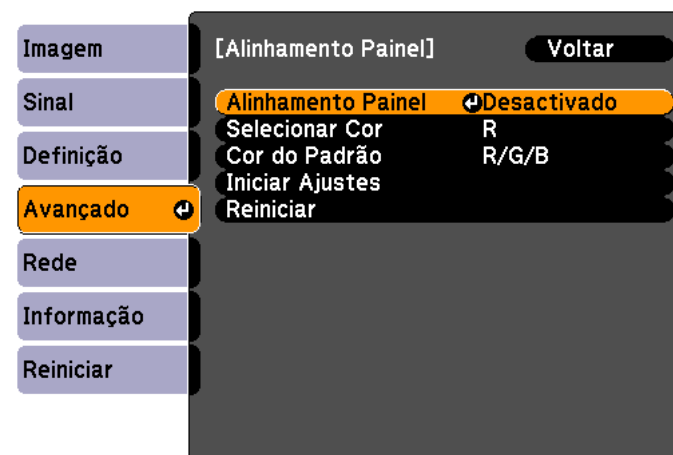 Imagem
Sinal
Definição
Avançado
Rede
Informação
Reiniciar
[Alinhamento Painel] Voltar
Alinhamento Painel Desactivado
Selecionar Cor R
Cor do Padrão R/G/B
Iniciar Ajustes
Reiniciar